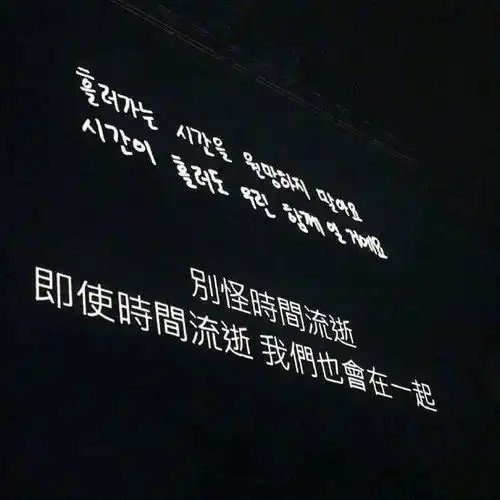 흘러가는 시간을 원망하지 말아요
시간이 흘러도 우린 함께 일 거예요
別怪時間流逝
即使時間流逝 我們也會在一起